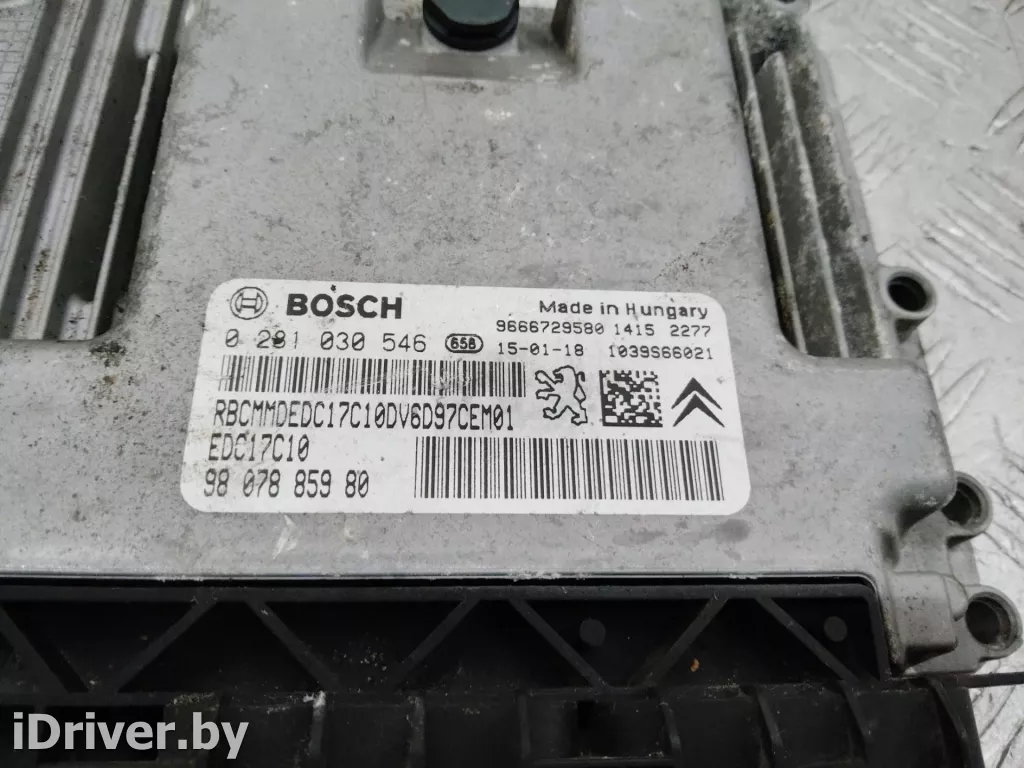 BOSCH
Made in Hungary
9666729580 1415 2277
0 281 030 546 658 15-01-18 1039S66021
RBCMMDEDC17C10DV6D97CEM01
EDC17C10
98 078 859 80
iDriver.by